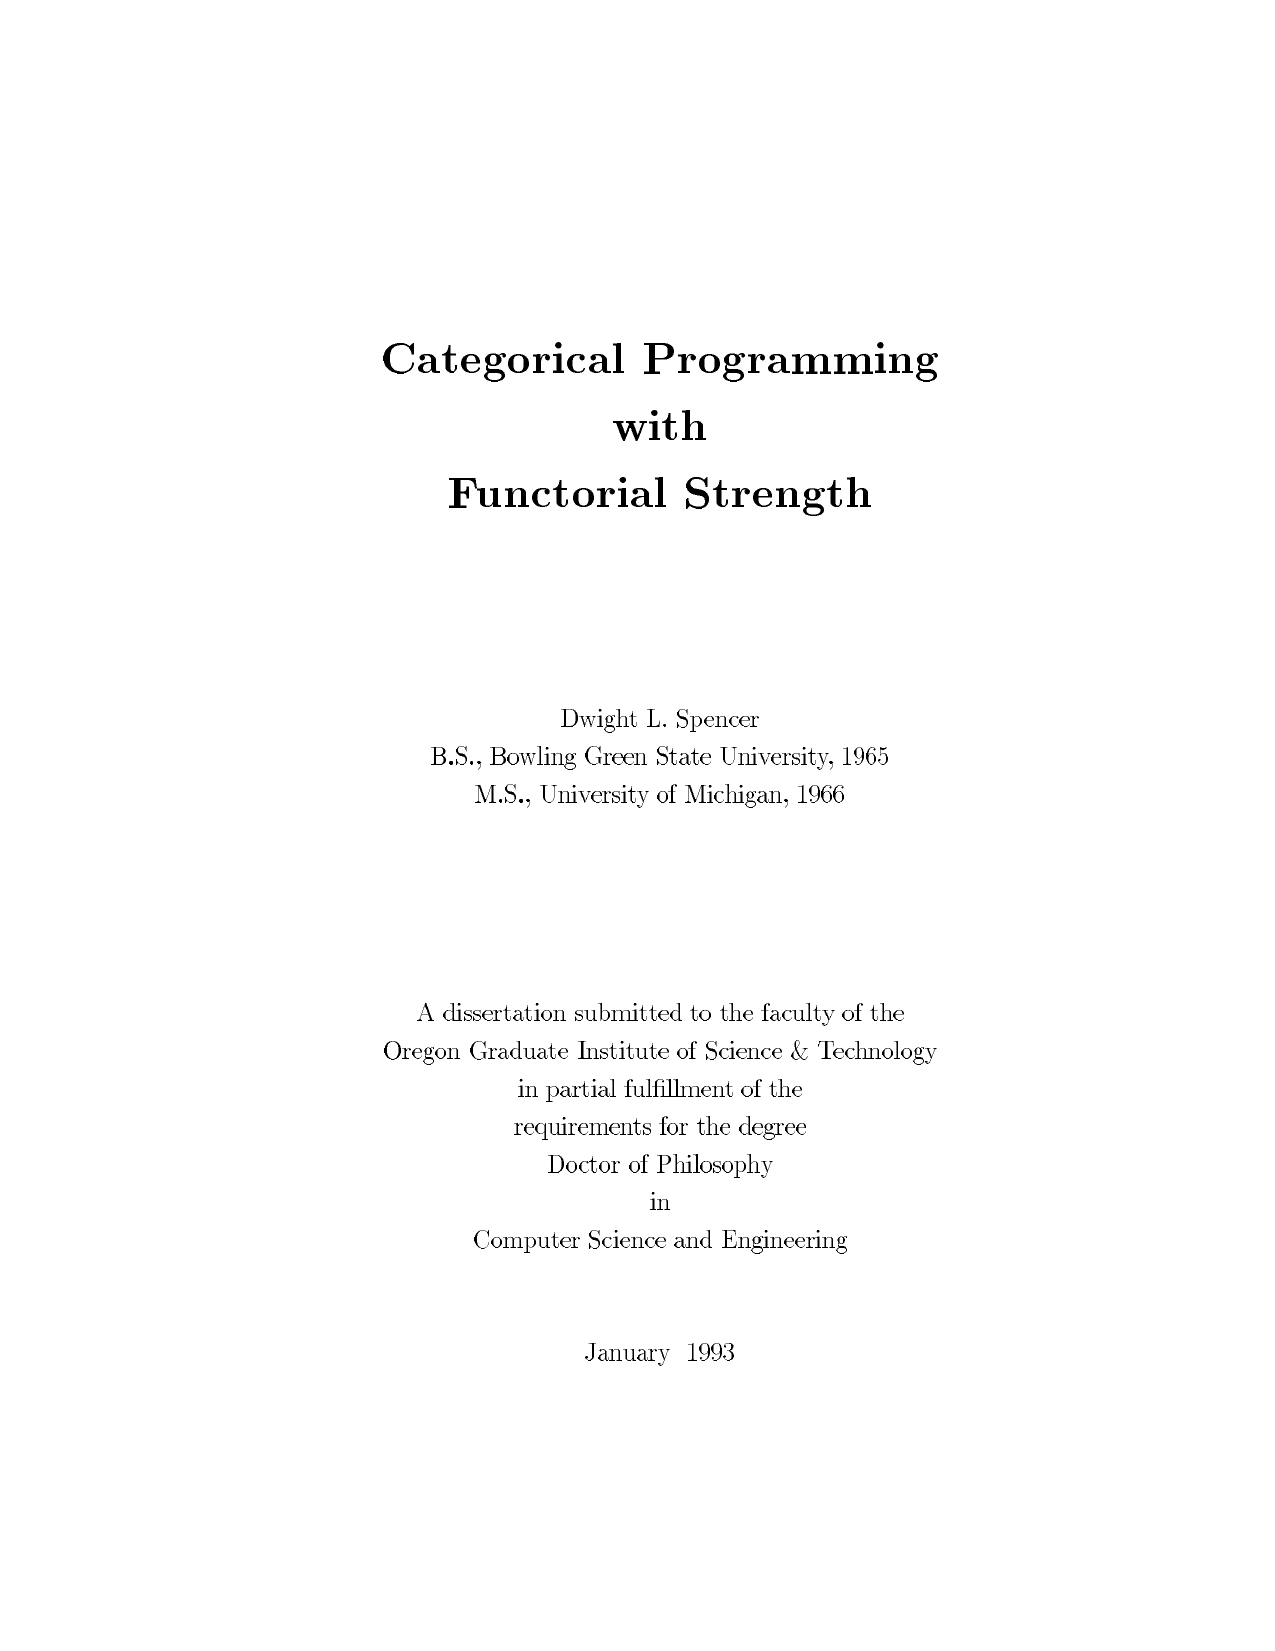 Categorical Programming
with
Functorial Strength
Dwight L. Spencer
B.S., Bowling Green State University, 1965
M.S., University of Michigan, 1966
A dissertation submitted to the faculty of the
Oregon Graduate Institute of Science & Technology
in partial fulfillment of the
requirements for the degree
Doctor of Philosophy
in
Computer Science and Engineering
January 1993